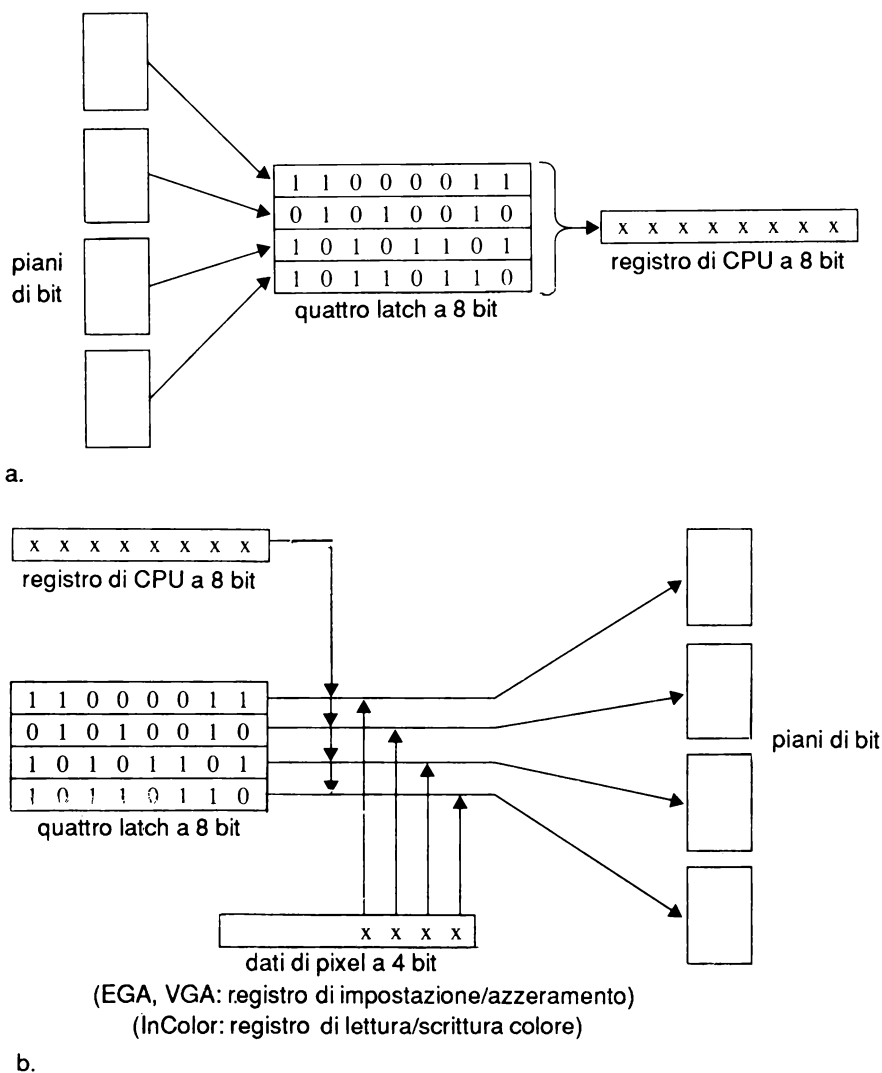 1 1 0 0 0 0 1 1
0 1 0 1 0 0 1 0
1 0 1 0 1 1 0 1
1 0 1 1 0 1 1 0
quattro latch a 8 bit
piani
di bit
x x x x x x x x
registro di CPU a 8 bit
a.
x x x x x x x x
registro di CPU a 8 bit
1 1 0 0 0 0 1 1
0 1 0 1 0 0 1 0
1 0 1 0 1 1 0 1
1 0 1 1 0 1 1 0
quattro latch a 8 bit
piani di bit
x x x x
dati di pixel a 4 bit
(EGA, VGA: registro di impostazione/azzeramento)
(InColor: registro di lettura/scrittura colore)
b.